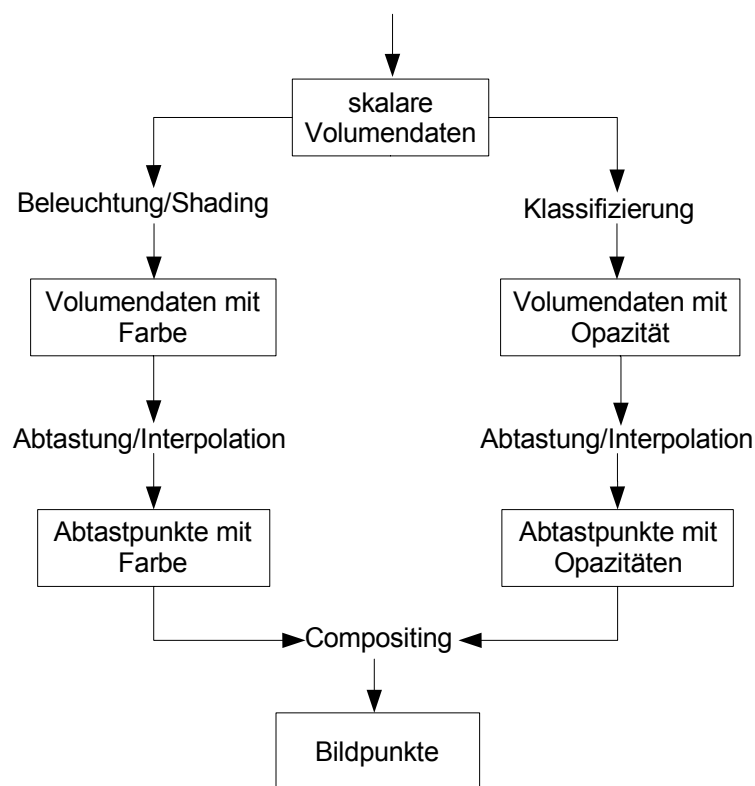 skalare
Volumendaten
Beleuchtung/Shading
Klassifizierung
Volumendaten mit
Farbe
Volumendaten mit
Opazität
Abtastung/Interpolation
Abtastung/Interpolation
Abtastpunkte mit
Farbe
Abtastpunkte mit
Opazitäten
Compositing
Bildpunkte